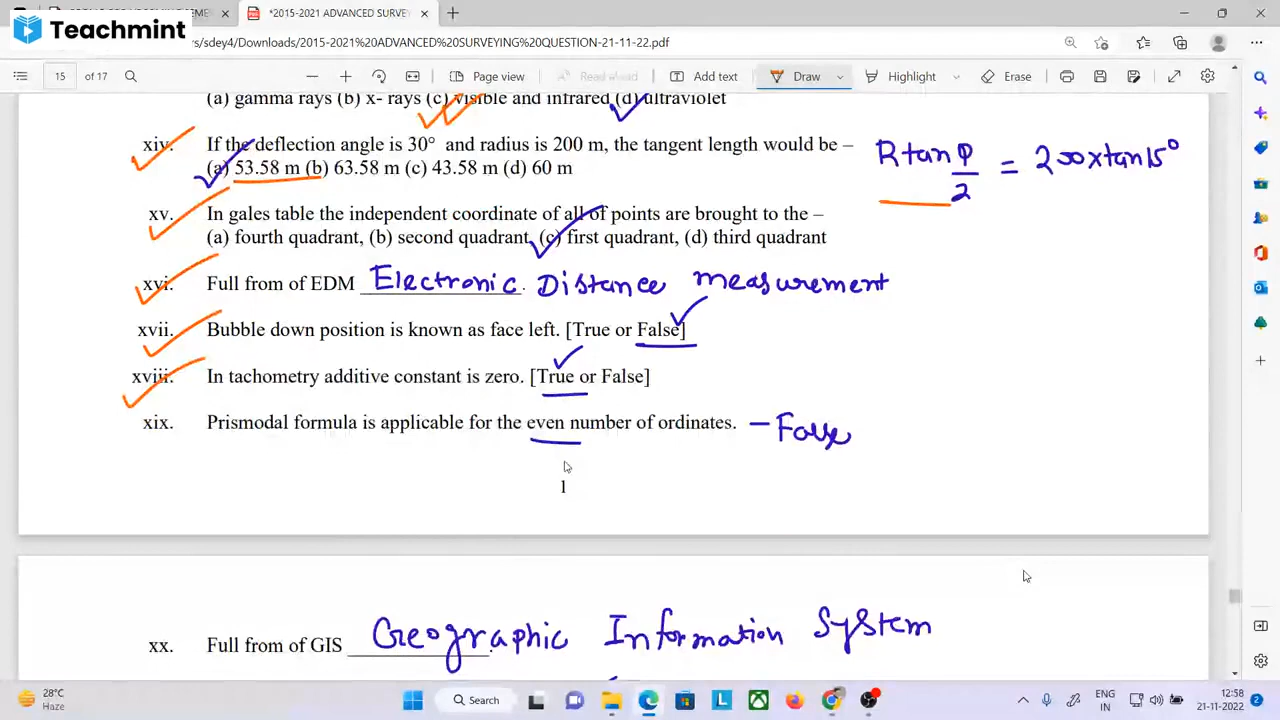 *2015-2021 ADVANCED SURVEY
Teachmint
rs/sdey4/Downloads/2015-2021%20ADVANCED%20SURVEYING%20QUESTION-21-11-22.pdf
15 of 17
Page view
Read aloud
Add text
Draw
Highlight
Erase
(a) gamma rays (b) x- rays (c) visible and infrared (d) ultraviolet
xiv. If the deflection angle is 30° and radius is 200 m, the tangent length would be –
(a) 53.58 m (b) 63.58 m (c) 43.58 m (d) 60 m
R tan φ/2 = 200 x tan 15°
xv. In gales table the independent coordinate of all of points are brought to the –
(a) fourth quadrant, (b) second quadrant, (c) first quadrant, (d) third quadrant
xvi. Full from of EDM Electronic Distance measurement
xvii. Bubble down position is known as face left. [True or False]
xviii. In tachometry additive constant is zero. [True or False]
xix. Prismodal formula is applicable for the even number of ordinates. – False
1
xx. Full from of GIS Geographic Information System
28°C
Haze
Search
ENG
IN
12:58
21-11-2022
2